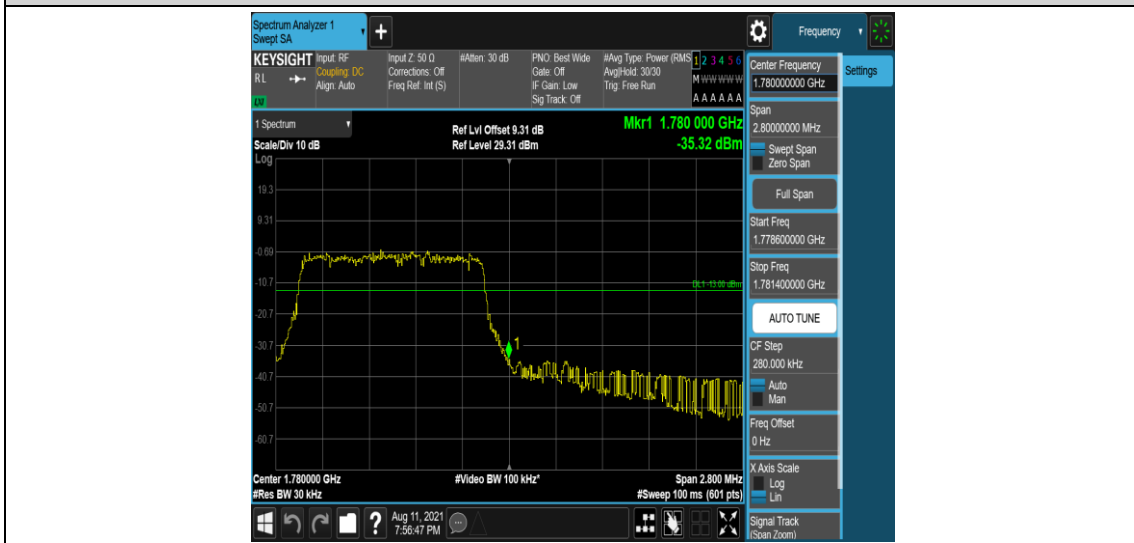 Spectrum Analyzer 1
Swept SA
+
Frequency
KEYSIGHT
RL
LXI
Input: RF
Coupling: DC
Align: Auto
Input Z: 50 Ω
Corrections: Off
Freq Ref: Int (S)
#Atten: 30 dB
PNO: Best Wide
Gate: Off
IF Gain: Low
Sig Track: Off
#Avg Type: Power (RMS
Avg|Hold: 30/30
Trig: Free Run
1 2 3 4 5 6
M W W W W W
A A A A A A
Center Frequency
1.780000000 GHz
Settings
Span
2.80000000 MHz
Swept Span
Zero Span
Full Span
Start Freq
1.778600000 GHz
Stop Freq
1.781400000 GHz
AUTO TUNE
CF Step
280.000 kHz
Auto
Man
Freq Offset
0 Hz
X Axis Scale
Log
Lin
Signal Track
(Span Zoom)
1 Spectrum
Scale/Div 10 dB
Ref Lvl Offset 9.31 dB
Ref Level 29.31 dBm
Mkr1 1.780 000 GHz
-35.32 dBm
Log
19.3
9.31
-0.69
-10.7
DL1 -13.00 dBm
-20.7
-30.7
1
-40.7
-50.7
-60.7
Center 1.780000 GHz
#Video BW 100 kHz*
Span 2.800 MHz
#Res BW 30 kHz
#Sweep 100 ms (601 pts)
?
Aug 11, 2021
7:56:47 PM